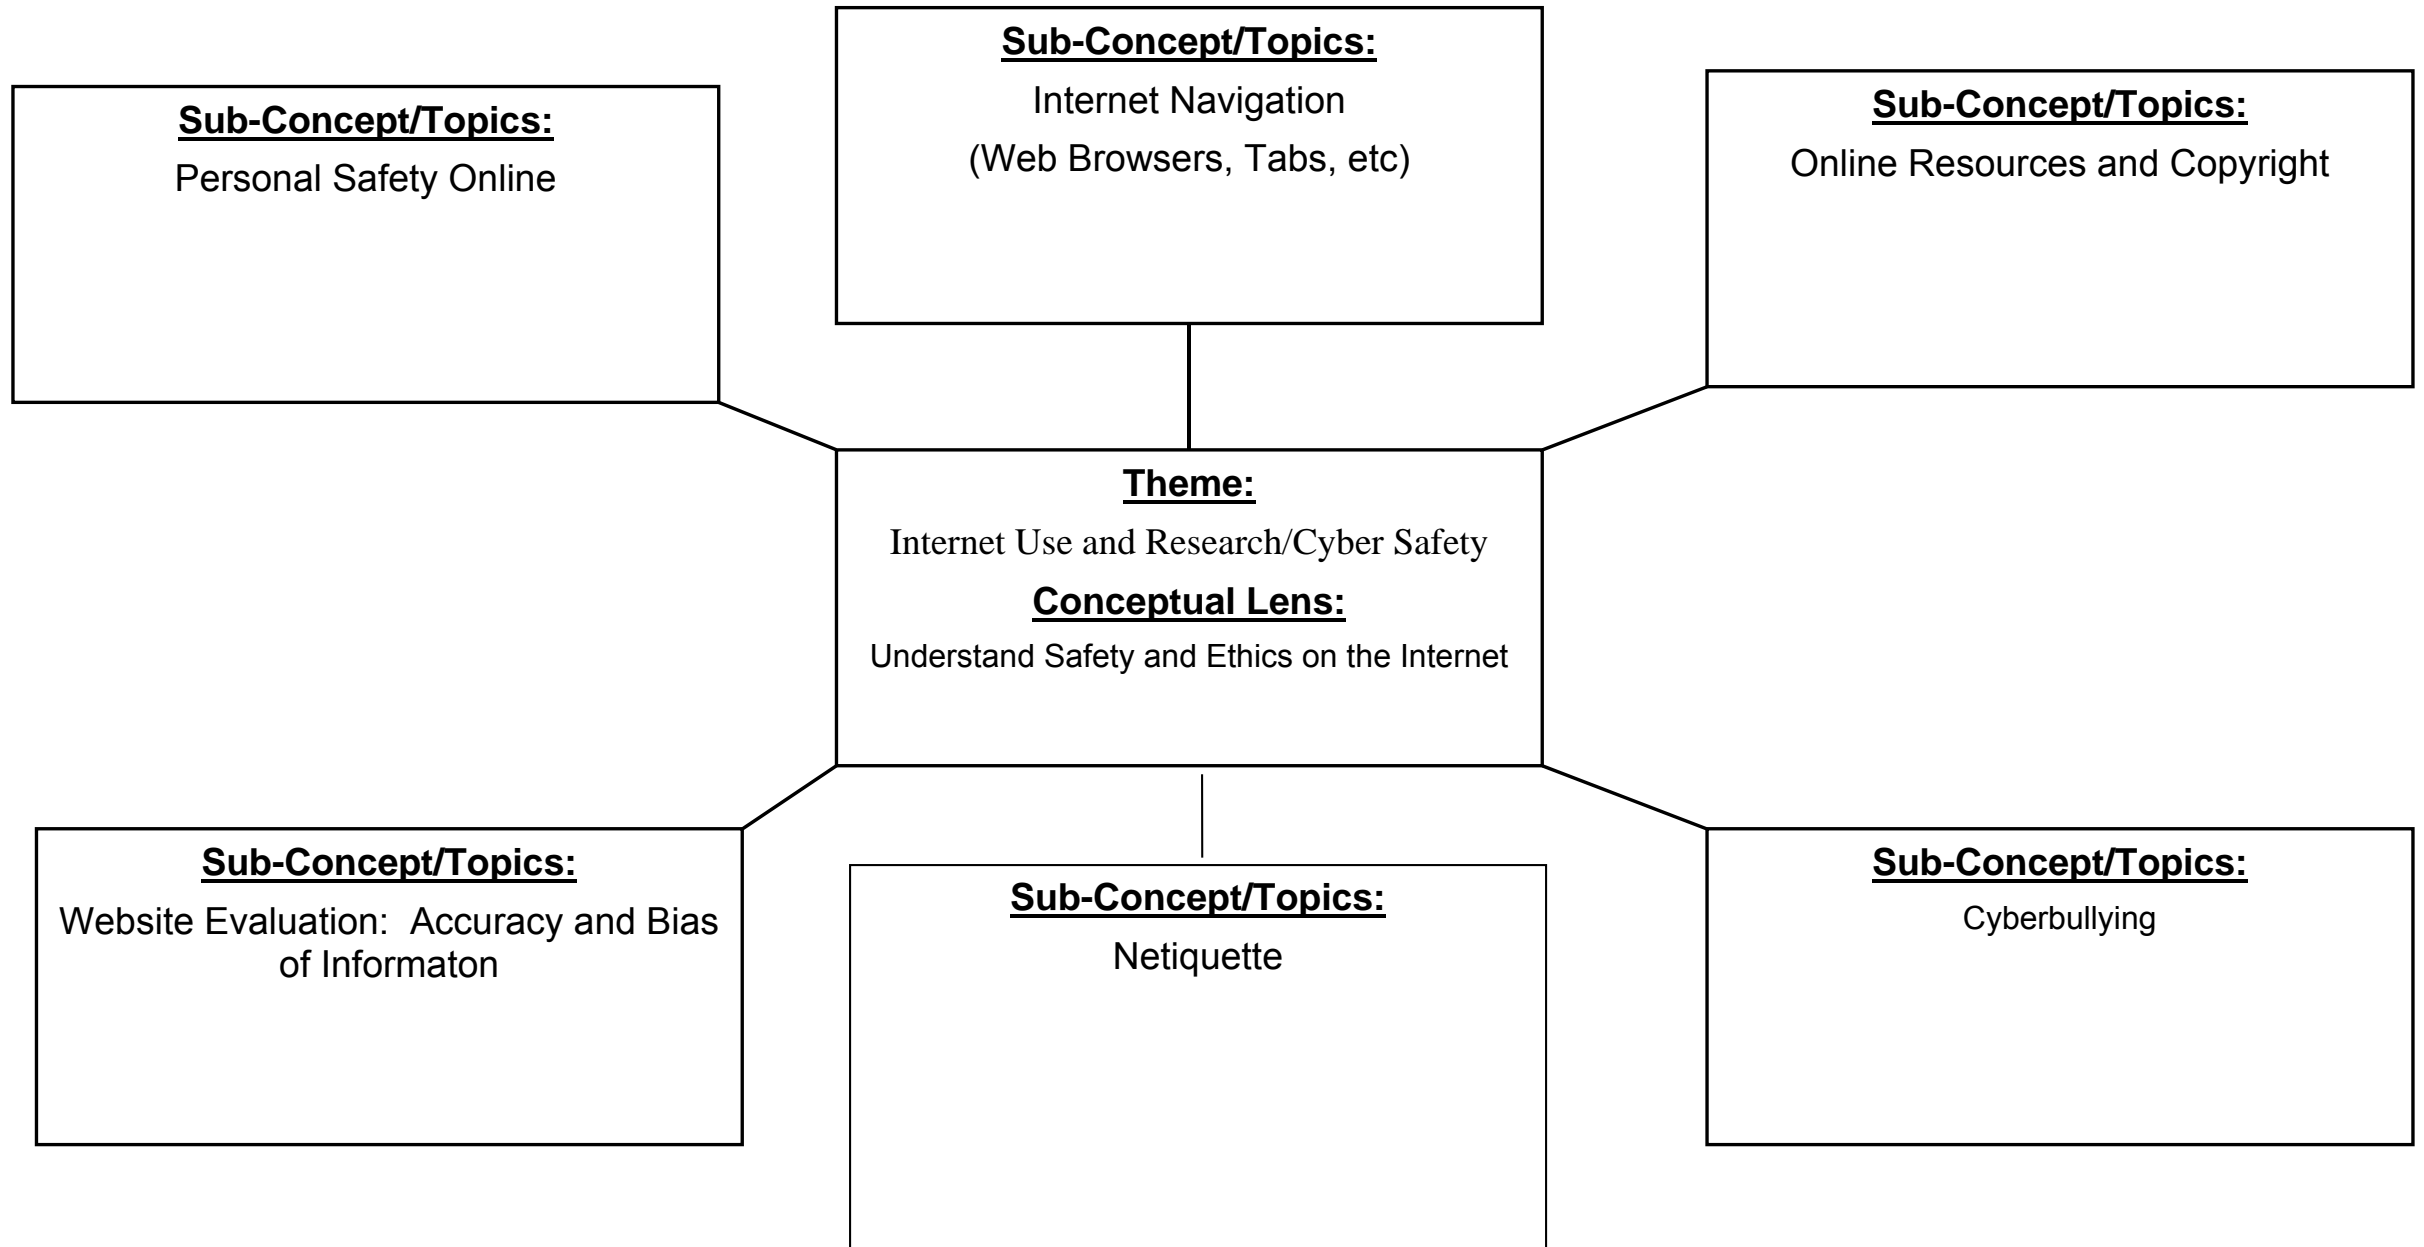 Sub-Concept/Topics:
Personal Safety Online
Sub-Concept/Topics:
Internet Navigation
(Web Browsers, Tabs, etc)
Sub-Concept/Topics:
Online Resources and Copyright
Theme:
Internet Use and Research/Cyber Safety
Conceptual Lens:
Understand Safety and Ethics on the Internet
Sub-Concept/Topics:
Website Evaluation:  Accuracy and Bias
of Informaton
Sub-Concept/Topics:
Netiquette
Sub-Concept/Topics:
Cyberbullying